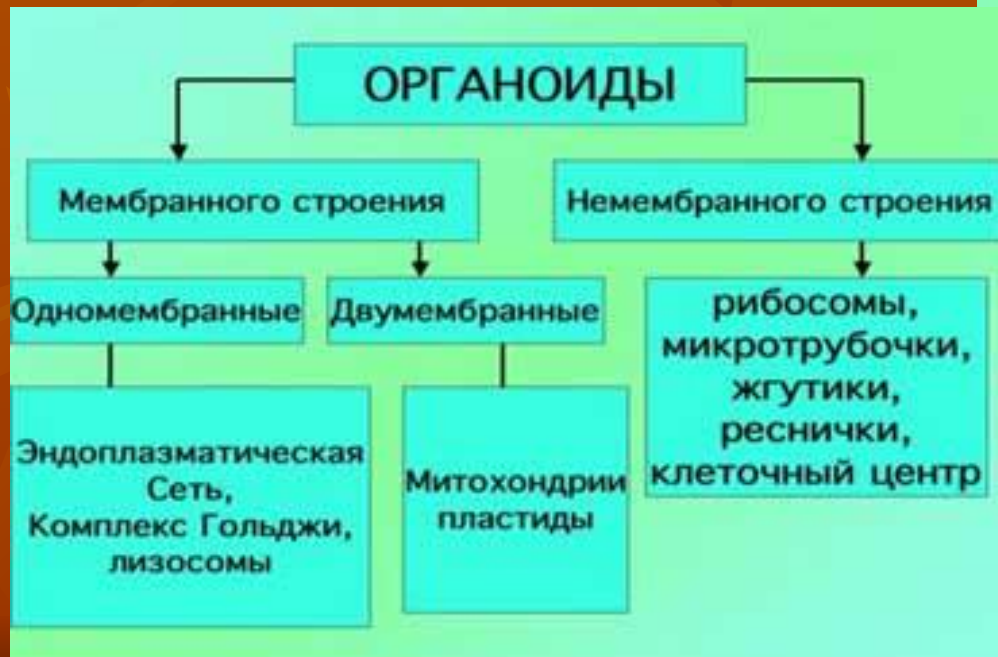 ОРГАНОИДЫ
Мембранного строения
Немембранного строения
Одномембранные
Двумембранные
рибосомы,
микротрубочки,
жгутики,
реснички,
клеточный центр
Эндоплазматическая
Сеть,
Комплекс Гольджи,
лизосомы
Митохондрии
пластиды